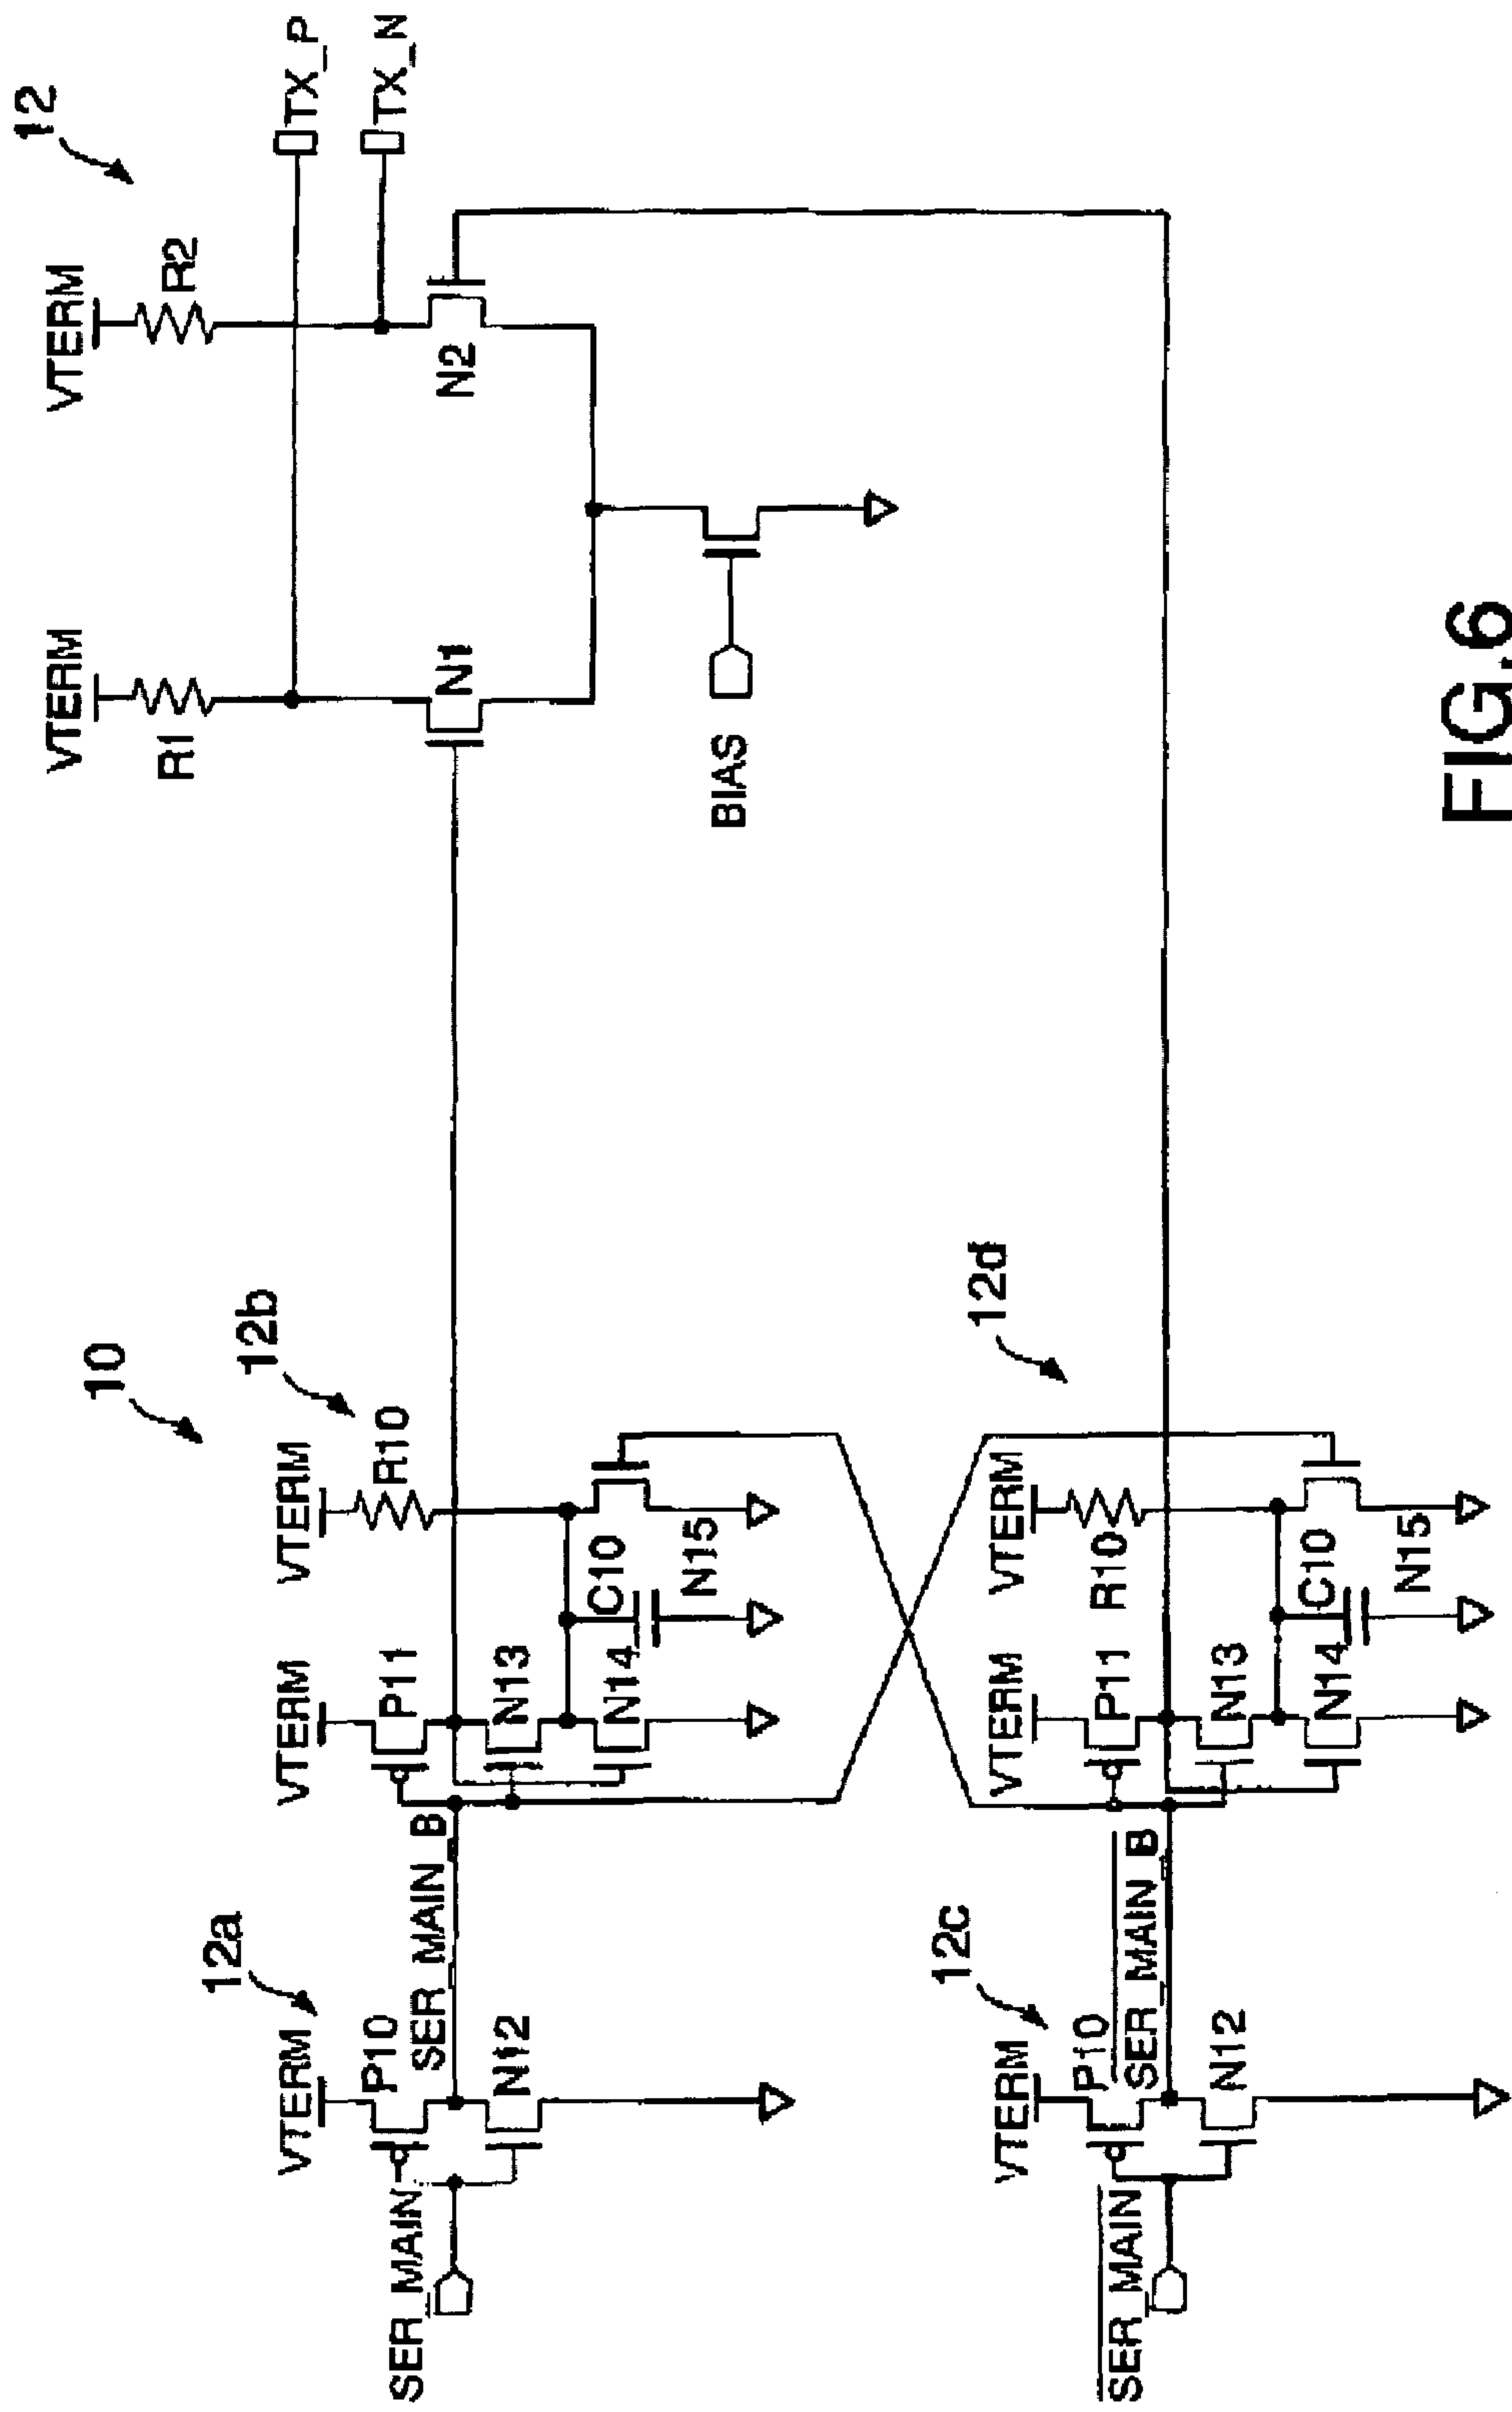 10
12
12a
12b
12c
12d
VTERM
P10
SER_MAIN
SER_MAIN_B
N12
VTERM
P11
N13
N14
VTERM
R10
C10
N15
VTERM
R1
N1
VTERM
R2
N2
TX_P
TX_N
BIAS
VTERM
P10
SER_MAIN
SER_MAIN_B
N12
VTERM
P11
N13
N14
VTERM
R10
C10
N15
FIG.6